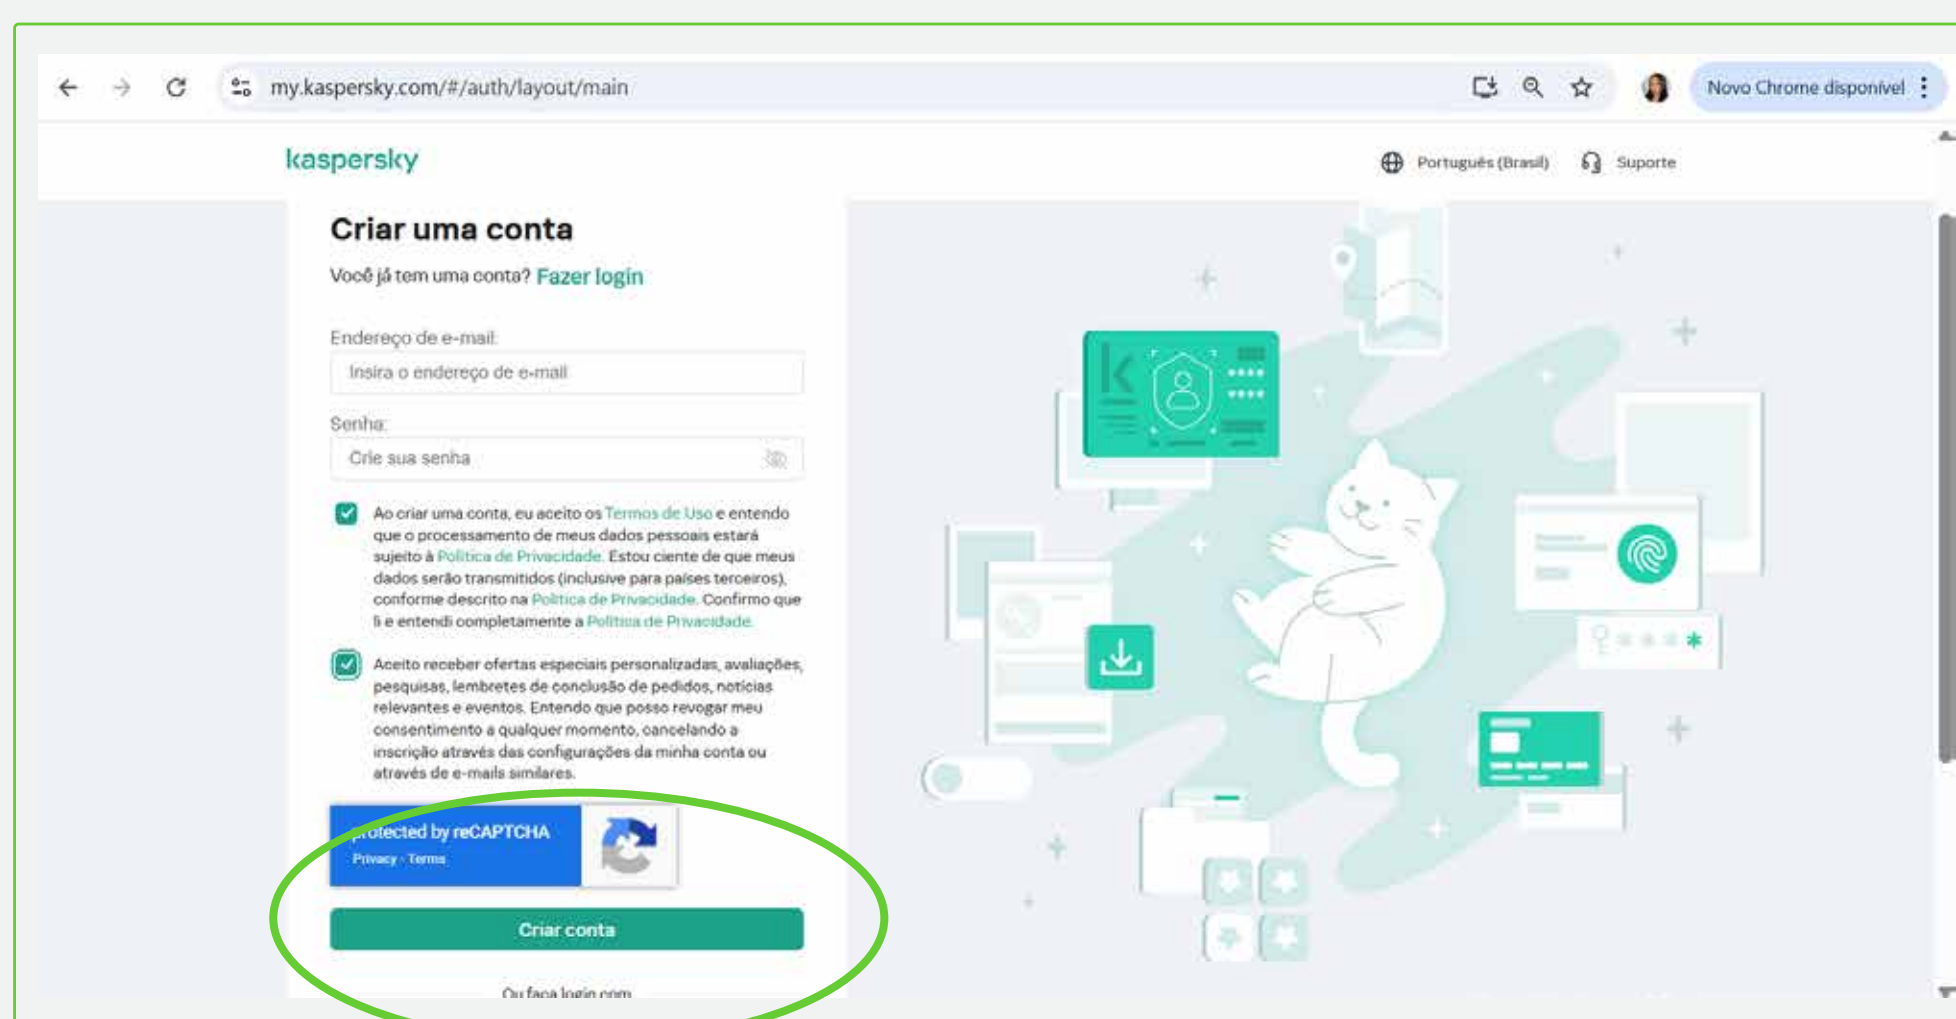 my.kaspersky.com/#/auth/layout/main
Novo Chrome disponível
kaspersky
Português (Brasil)
Suporte
Criar uma conta
Você já tem uma conta? Fazer login
Endereço de e-mail:
Insira o endereço de e-mail
Senha:
Crie sua senha
Ao criar uma conta, eu aceito os Termos de Uso e entendo
que o processamento de meus dados pessoais estará
sujeito à Política de Privacidade. Estou ciente de que meus
dados serão transmitidos (inclusive para países terceiros),
conforme descrito na Política de Privacidade. Confirmo que
li e entendi completamente a Política de Privacidade.
Aceito receber ofertas especiais personalizadas, avaliações,
pesquisas, lembretes de conclusão de pedidos, notícias
relevantes e eventos. Entendo que posso revogar meu
consentimento a qualquer momento, cancelando a
inscrição através das configurações da minha conta ou
através de e-mails similares.
protected by reCAPTCHA
Privacy - Terms
Criar conta
Ou faça login com